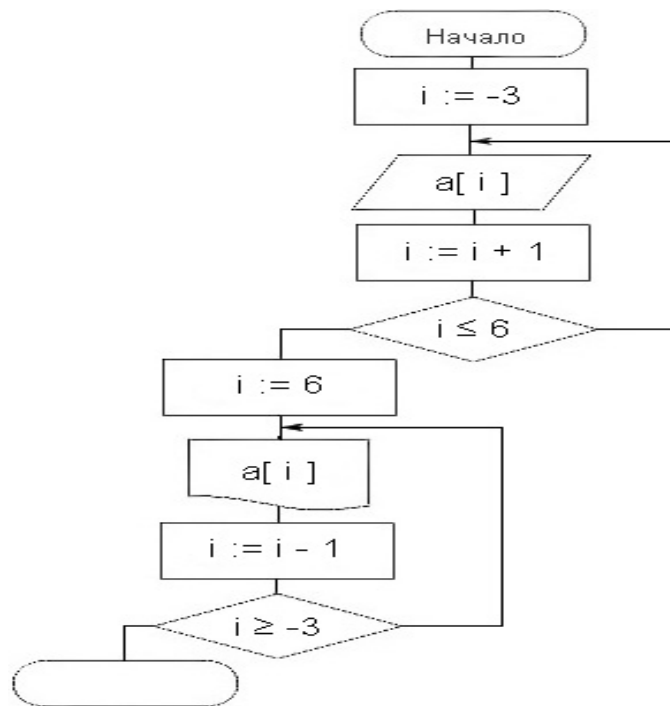 Начало
i := -3
a[ i ]
i := i + 1
i ≤ 6
i := 6
a[ i ]
i := i - 1
i ≥ -3